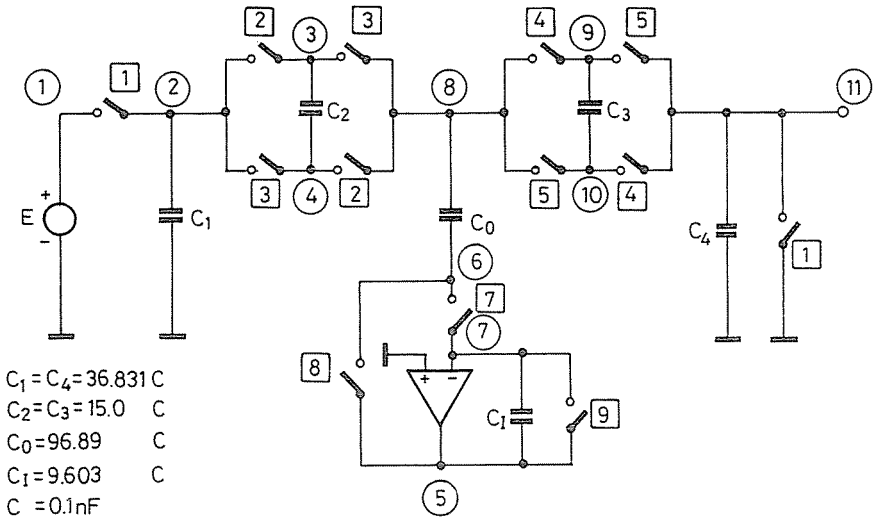 2 3 3 4 9 5
1 1 2 8 11
C2 C3
3 4 2 5 10 4
+ E - C1 C0 C4 1
6
7
7
8 + - CI 9
5
C1=C4=36.831 C
C2=C3=15.0 C
C0=96.89 C
CI=9.603 C
C =0.1nF